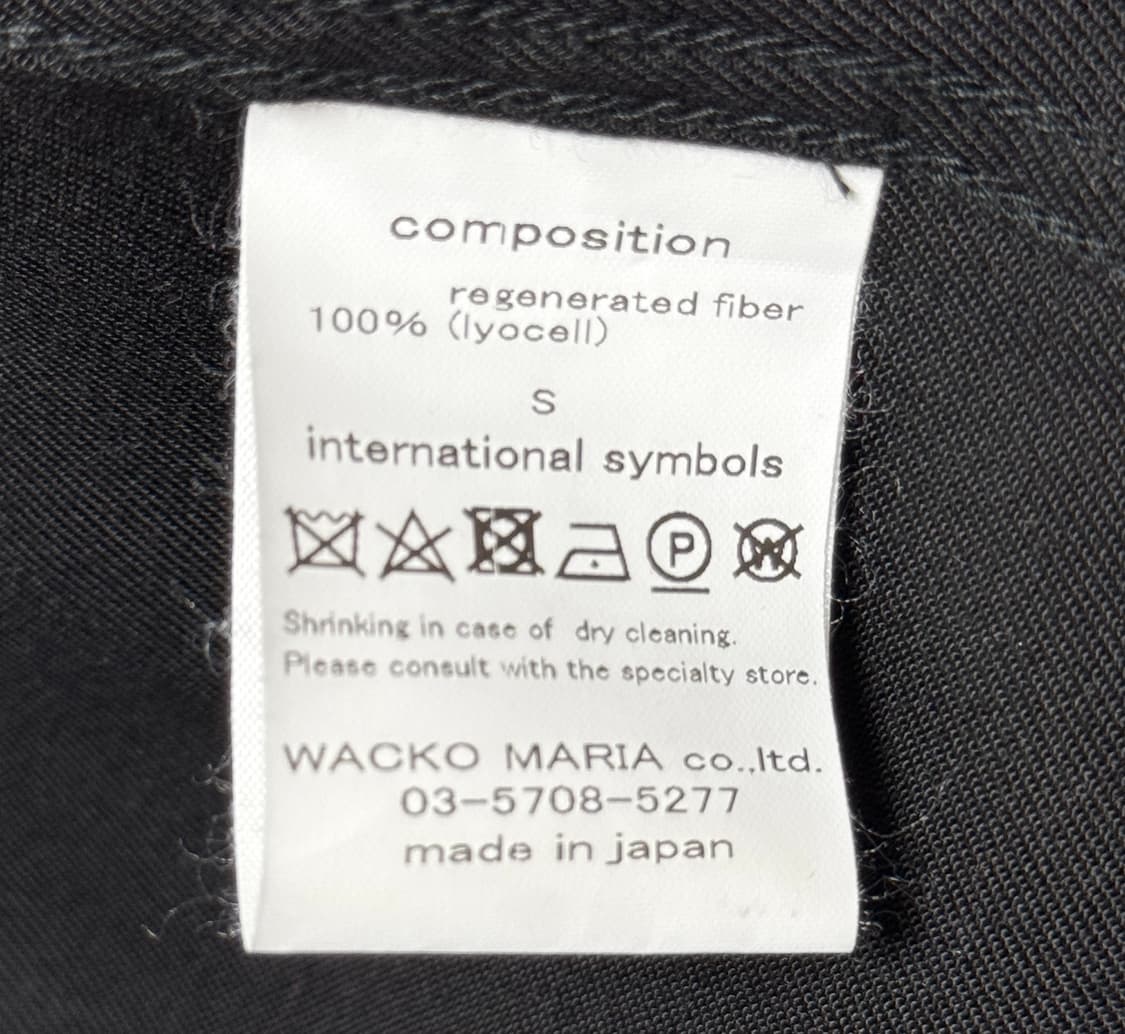 composition
regenerated fiber
100% (lyocell)
S
international symbols
P W
Shrinking in case of dry cleaning.
Please consult with the specialty store.
WACKO MARIA co.,ltd.
03-5708-5277
made in japan